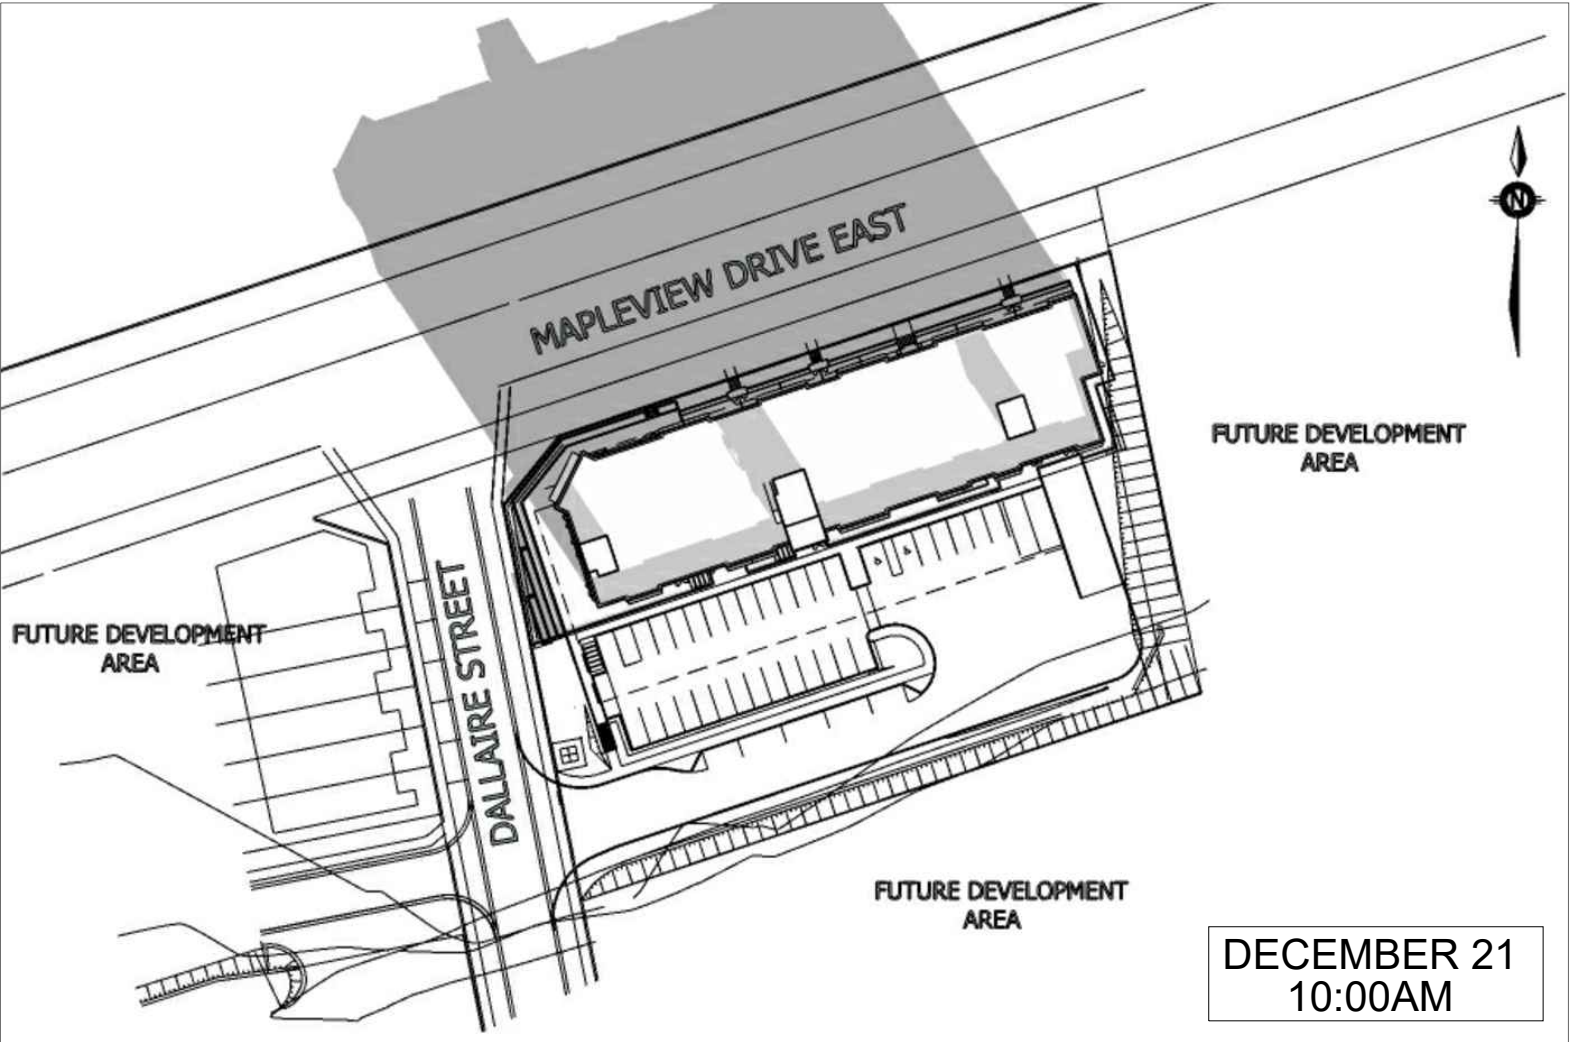 N
MAPLEVIEW DRIVE EAST
FUTURE DEVELOPMENT
AREA
FUTURE DEVELOPMENT
AREA
DALLAIRE STREET
FUTURE DEVELOPMENT
AREA
DECEMBER 21
10:00AM